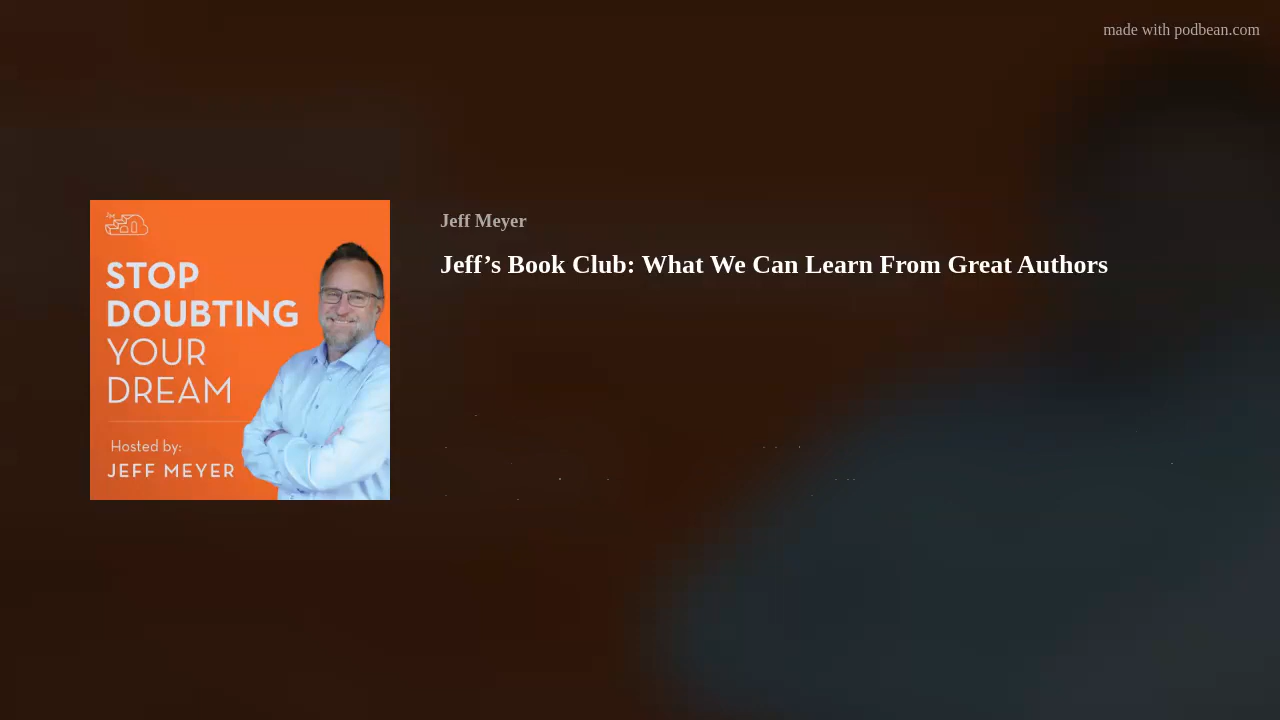 made with podbean.com
Jeff Meyer
Jeff’s Book Club: What We Can Learn From Great Authors
STOP
DOUBTING
YOUR
DREAM
Hosted by:
JEFF MEYER